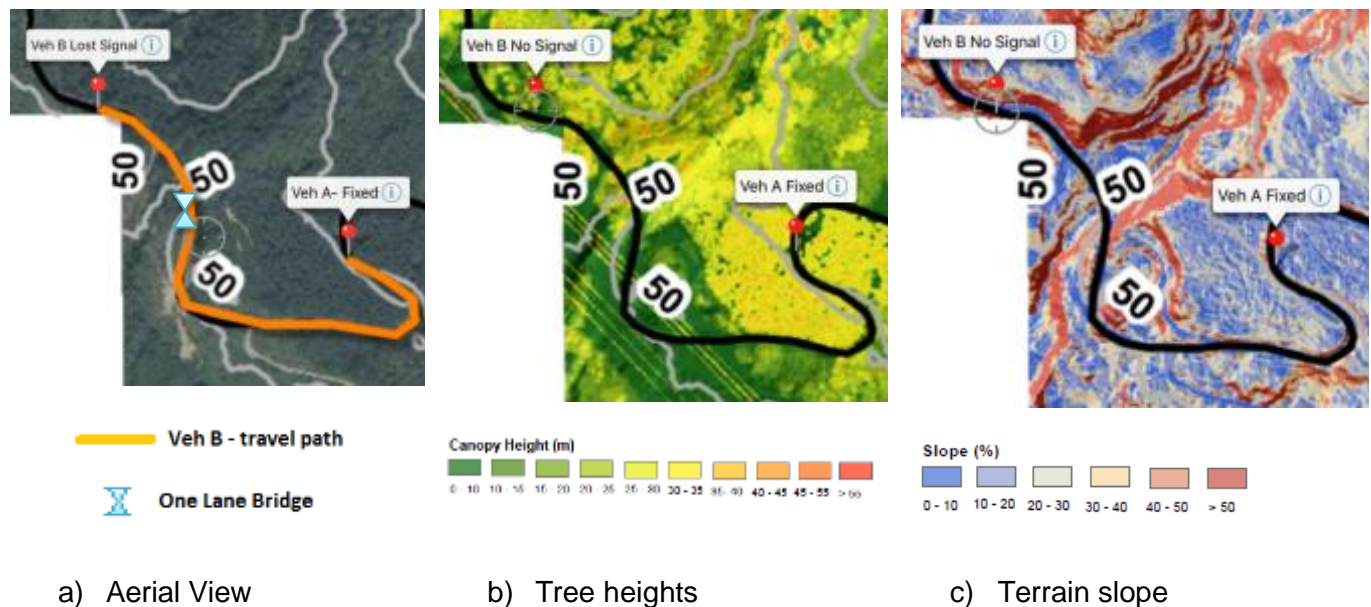 Veh B Lost Signal
50
50
Veh A- Fixed
50
Veh B - travel path
One Lane Bridge
a) Aerial View
Veh B No Signal
50
50
Veh A Fixed
50
Canopy Height (m)
0 - 10 10 - 15 15 - 20 20 - 25 25 - 30 30 - 35 35 - 40 40 - 45 45 - 55 > 55
b) Tree heights
Veh B No Signal
50
50
Veh A Fixed
50
Slope (%)
0 - 10 10 - 20 20 - 30 30 - 40 40 - 50 > 50
c) Terrain slope